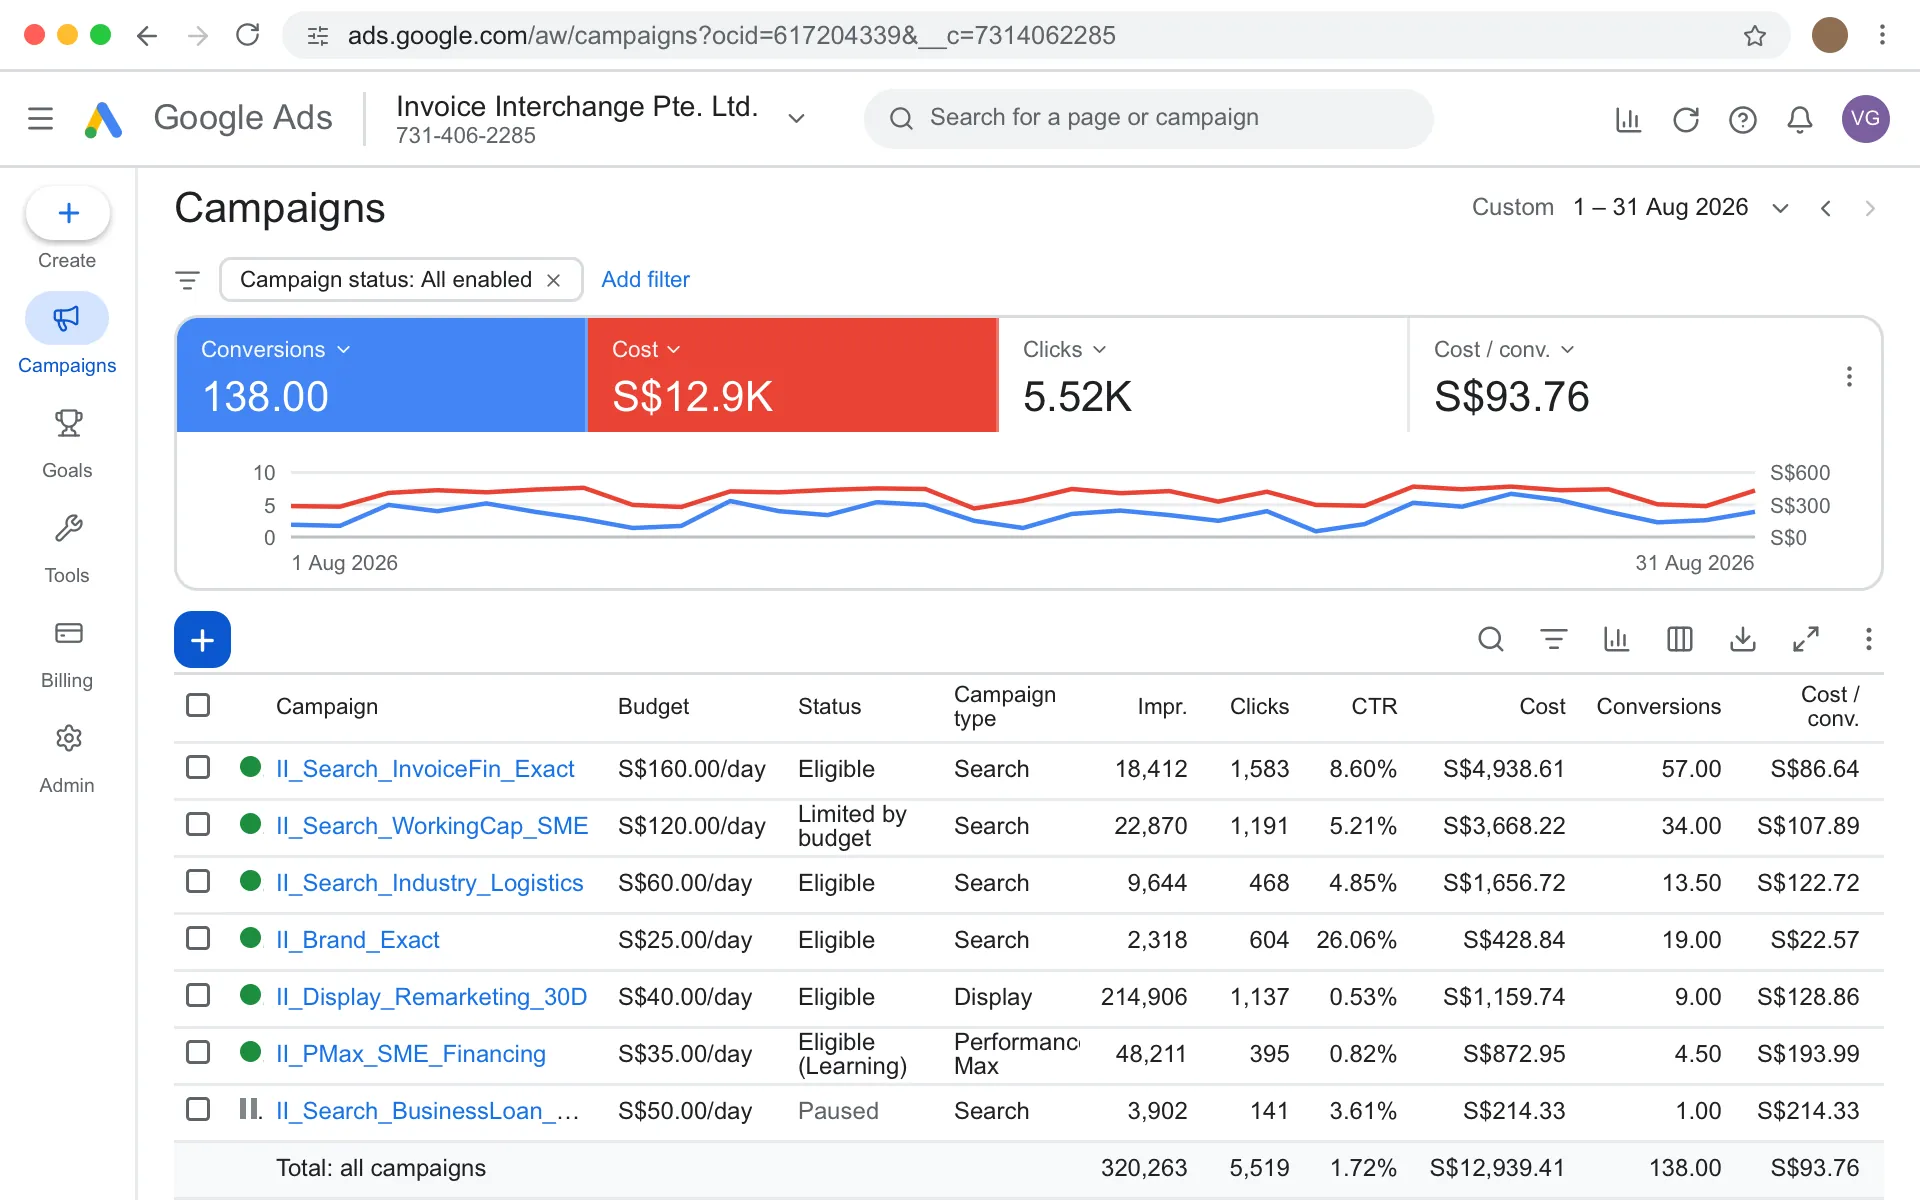 ads.google.com/aw/campaigns?ocid=617204339&__c=7314062285
Google Ads
Invoice Interchange Pte. Ltd.
731-406-2285
Search for a page or campaign
VG
Create
Campaigns
Goals
Tools
Billing
Admin
Campaigns
Custom 1 – 31 Aug 2026
Campaign status: All enabled
Add filter
Conversions
138.00
Cost
S$12.9K
Clicks
5.52K
Cost / conv.
S$93.76
10 S$600
5 S$300
0 S$0
1 Aug 2026 31 Aug 2026
Campaign Budget Status Campaign type Impr. Clicks CTR Cost Conversions Cost / conv.
II_Search_InvoiceFin_Exact S$160.00/day Eligible Search 18,412 1,583 8.60% S$4,938.61 57.00 S$86.64
II_Search_WorkingCap_SME S$120.00/day Limited by budget Search 22,870 1,191 5.21% S$3,668.22 34.00 S$107.89
II_Search_Industry_Logistics S$60.00/day Eligible Search 9,644 468 4.85% S$1,656.72 13.50 S$122.72
II_Brand_Exact S$25.00/day Eligible Search 2,318 604 26.06% S$428.84 19.00 S$22.57
II_Display_Remarketing_30D S$40.00/day Eligible Display 214,906 1,137 0.53% S$1,159.74 9.00 S$128.86
II_PMax_SME_Financing S$35.00/day Eligible (Learning) Performanc Max 48,211 395 0.82% S$872.95 4.50 S$193.99
II_Search_BusinessLoan_… S$50.00/day Paused Search 3,902 141 3.61% S$214.33 1.00 S$214.33
Total: all campaigns 320,263 5,519 1.72% S$12,939.41 138.00 S$93.76